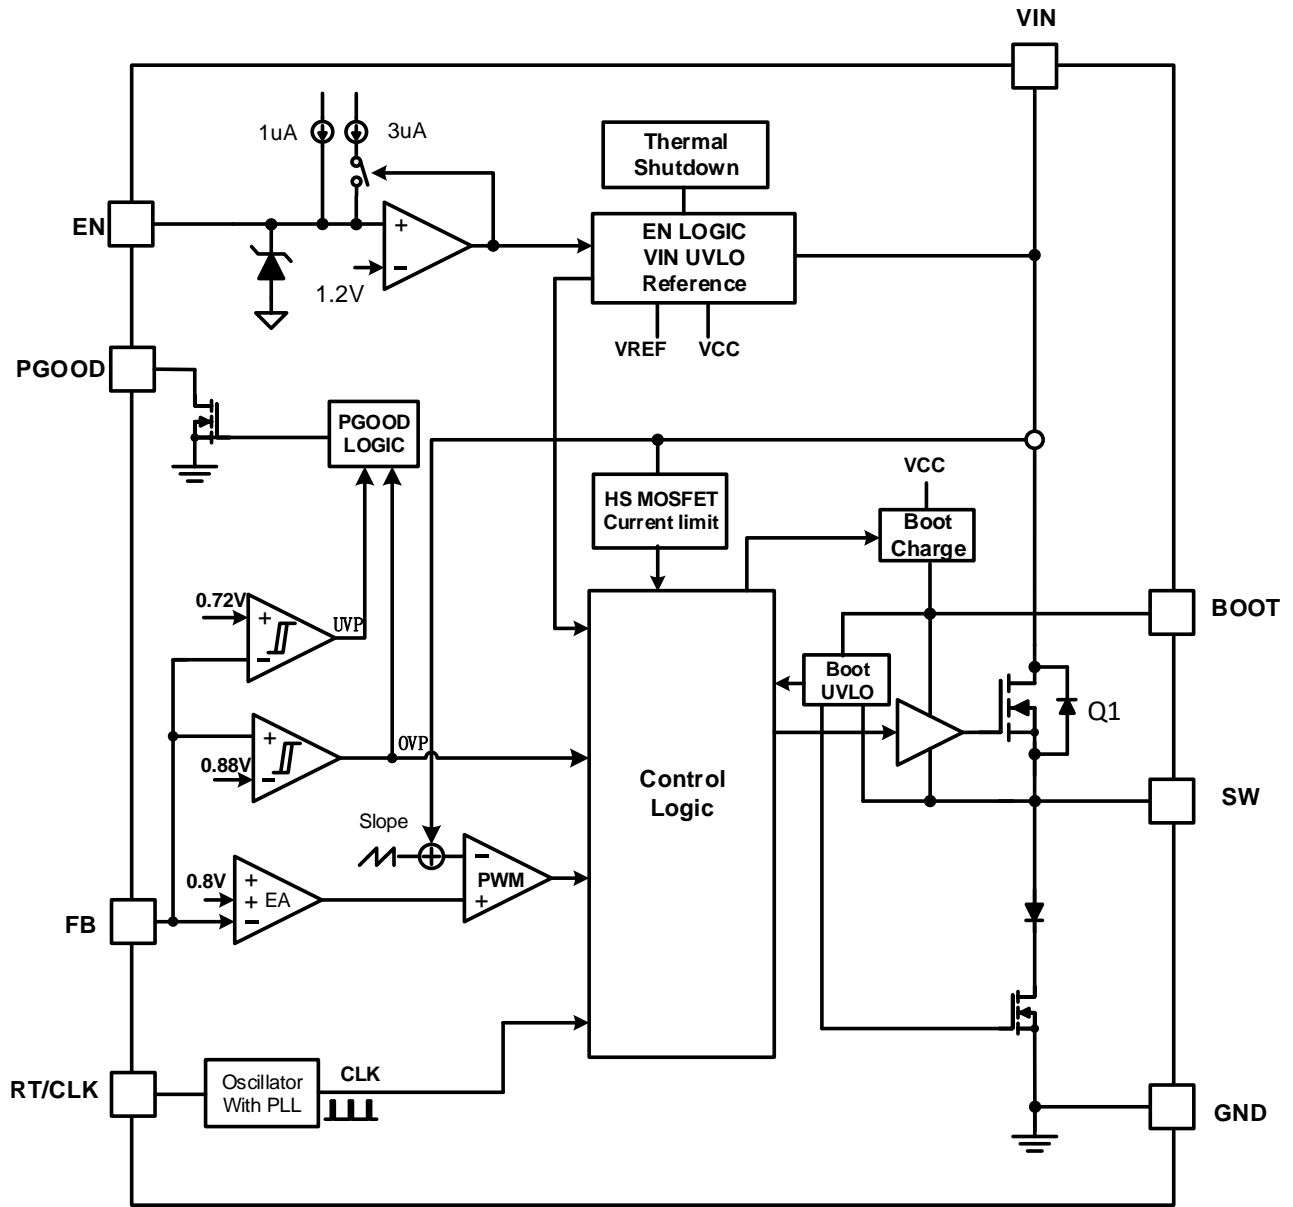 VIN
1uA
3uA
Thermal
Shutdown
EN
+
−
1.2V
EN LOGIC
VIN UVLO
Reference
VREF
VCC
PGOOD
PGOOD
LOGIC
VCC
HS MOSFET
Current limit
Boot
Charge
0.72V
+
−
UVP
BOOT
Boot
UVLO
Q1
+
0.88V
−
OVP
Control
Logic
SW
Slope
+
−
PWM
+
0.8V
+
+ EA
−
FB
RT/CLK
Oscillator
With PLL
CLK
GND